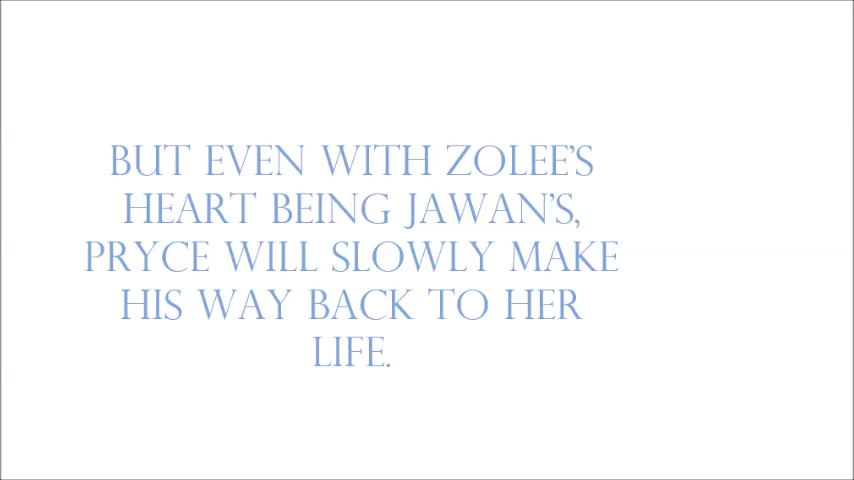 BUT EVEN WITH ZOLEE'S
HEART BEING JAWAN'S,
PRYCE WILL SLOWLY MAKE
HIS WAY BACK TO HER
LIFE.